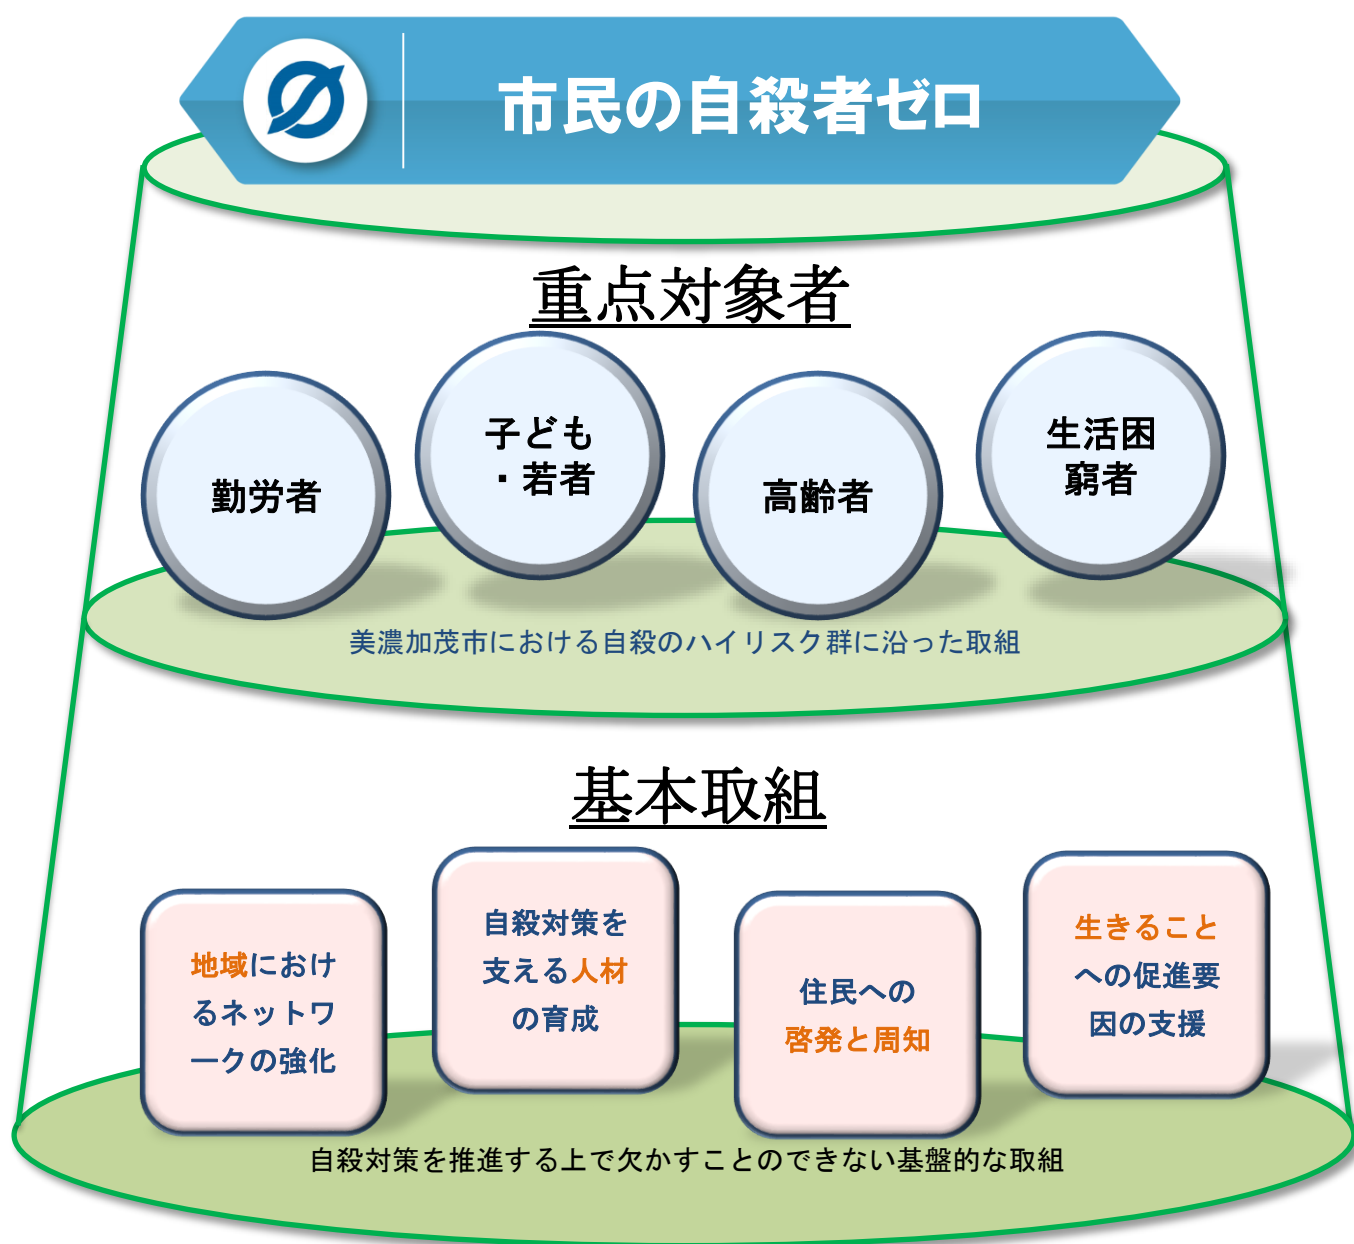 市民の自殺者ゼロ
重点対象者
勤労者
子ども
・若者
高齢者
生活困
窮者
美濃加茂市における自殺のハイリスク群に沿った取組
基本取組
地域におけ
るネットワ
ークの強化
自殺対策を
支える人材
の育成
住民への
啓発と周知
生きること
への促進要
因の支援
自殺対策を推進する上で欠かすことのできない基盤的な取組